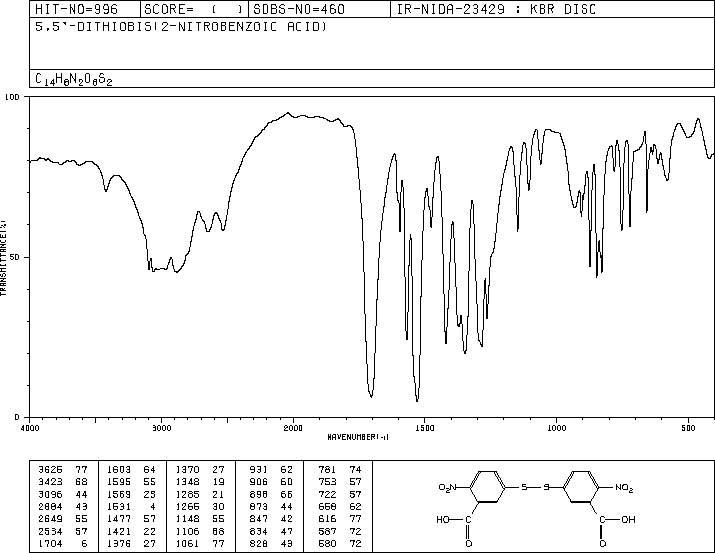 HIT-NO=996 SCORE= ( ) SDBS-NO=460 IR-NIDA-23429 : KBR DISC
5,5'-DITHIOBIS(2-NITROBENZOIC ACID)
C14H8N2O8S2
100
50
0
TRANSMITTANCE(%)
4000 3000 2000 1500 1000 500
WAVENUMBER(-1)
3625 77 1603 64 1370 27 931 62 781 74
3423 68 1595 55 1348 19 906 60 753 57
3096 44 1569 23 1285 21 898 66 722 57
2884 43 1531 4 1265 30 873 44 658 62
2649 55 1477 57 1148 55 847 42 616 77
2534 57 1421 22 1106 68 834 47 587 72
1704 6 1376 27 1061 77 828 43 580 72
O2N S S NO2
HO C O C OH O